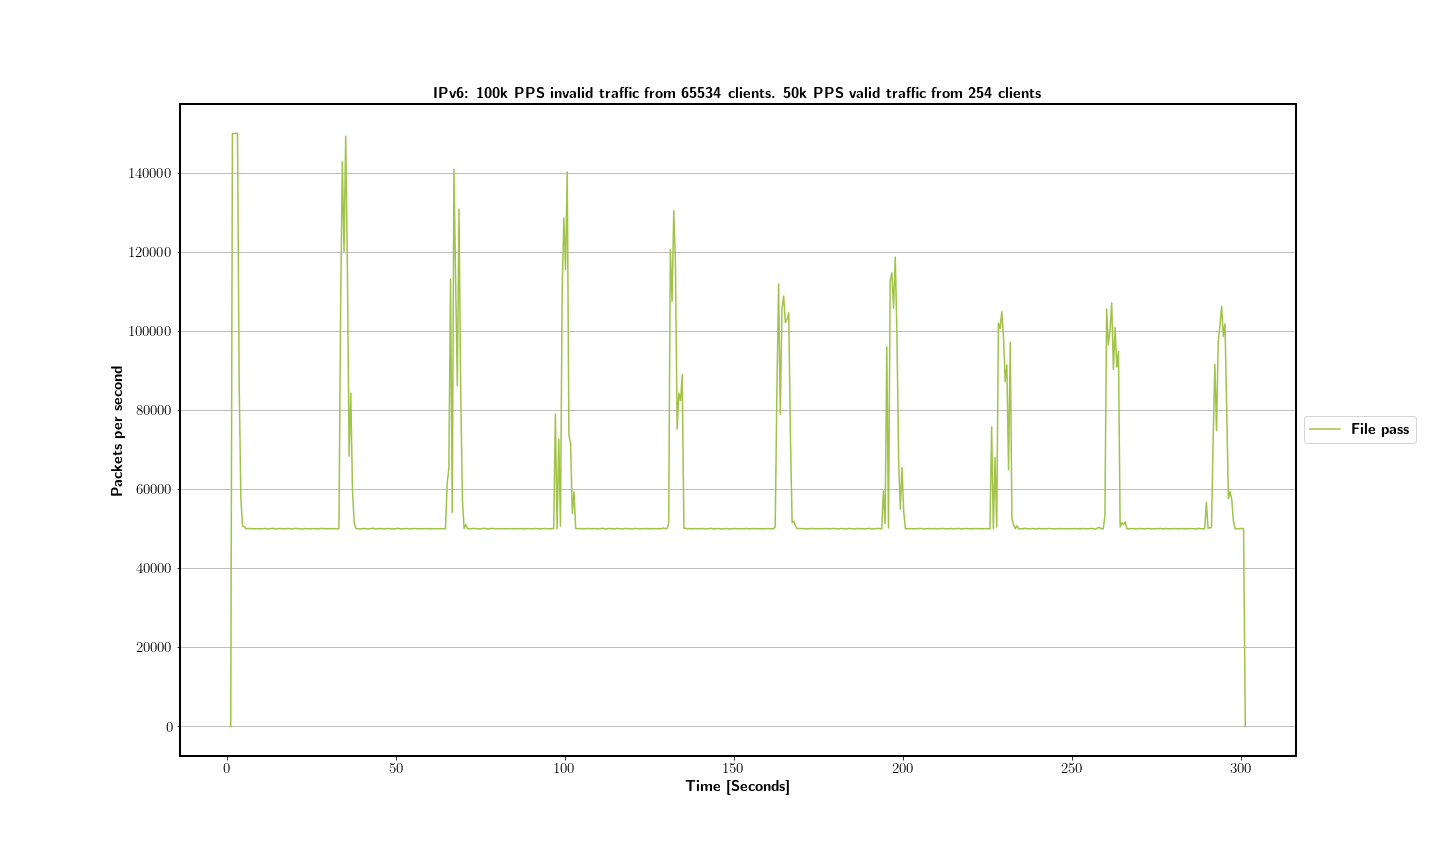 IPv6: 100k PPS invalid traffic from 65534 clients. 50k PPS valid traffic from 254 clients
140000
120000
100000
80000
60000
40000
20000
0
Packets per second
File pass
0 50 100 150 200 250 300
Time [Seconds]